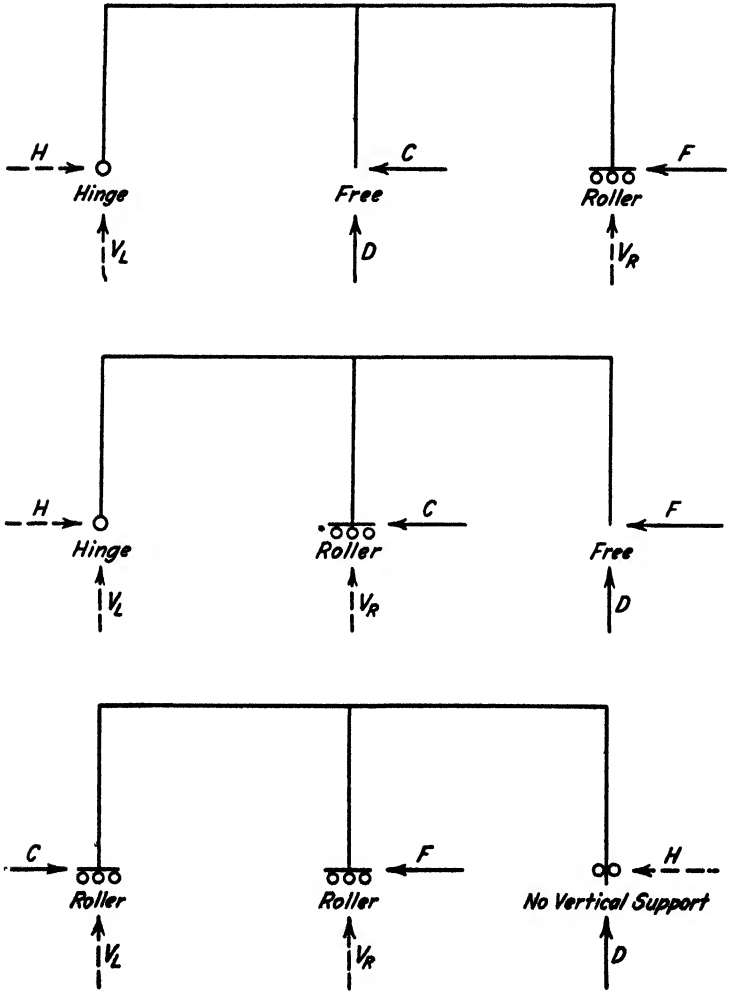 H C F
Hinge Free Roller
V_L D V_R
H C F
Hinge Roller Free
V_L V_R D
C F H
Roller Roller No Vertical Support
V_L V_R D